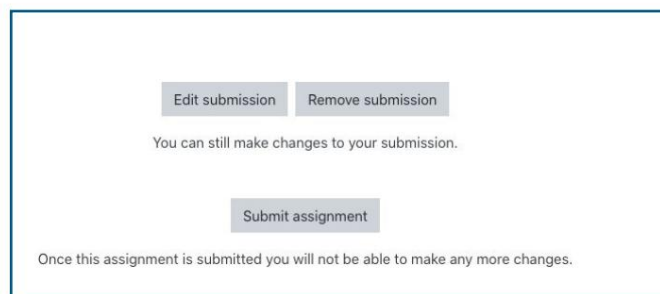 Edit submission Remove submission
You can still make changes to your submission.
Submit assignment
Once this assignment is submitted you will not be able to make any more changes.